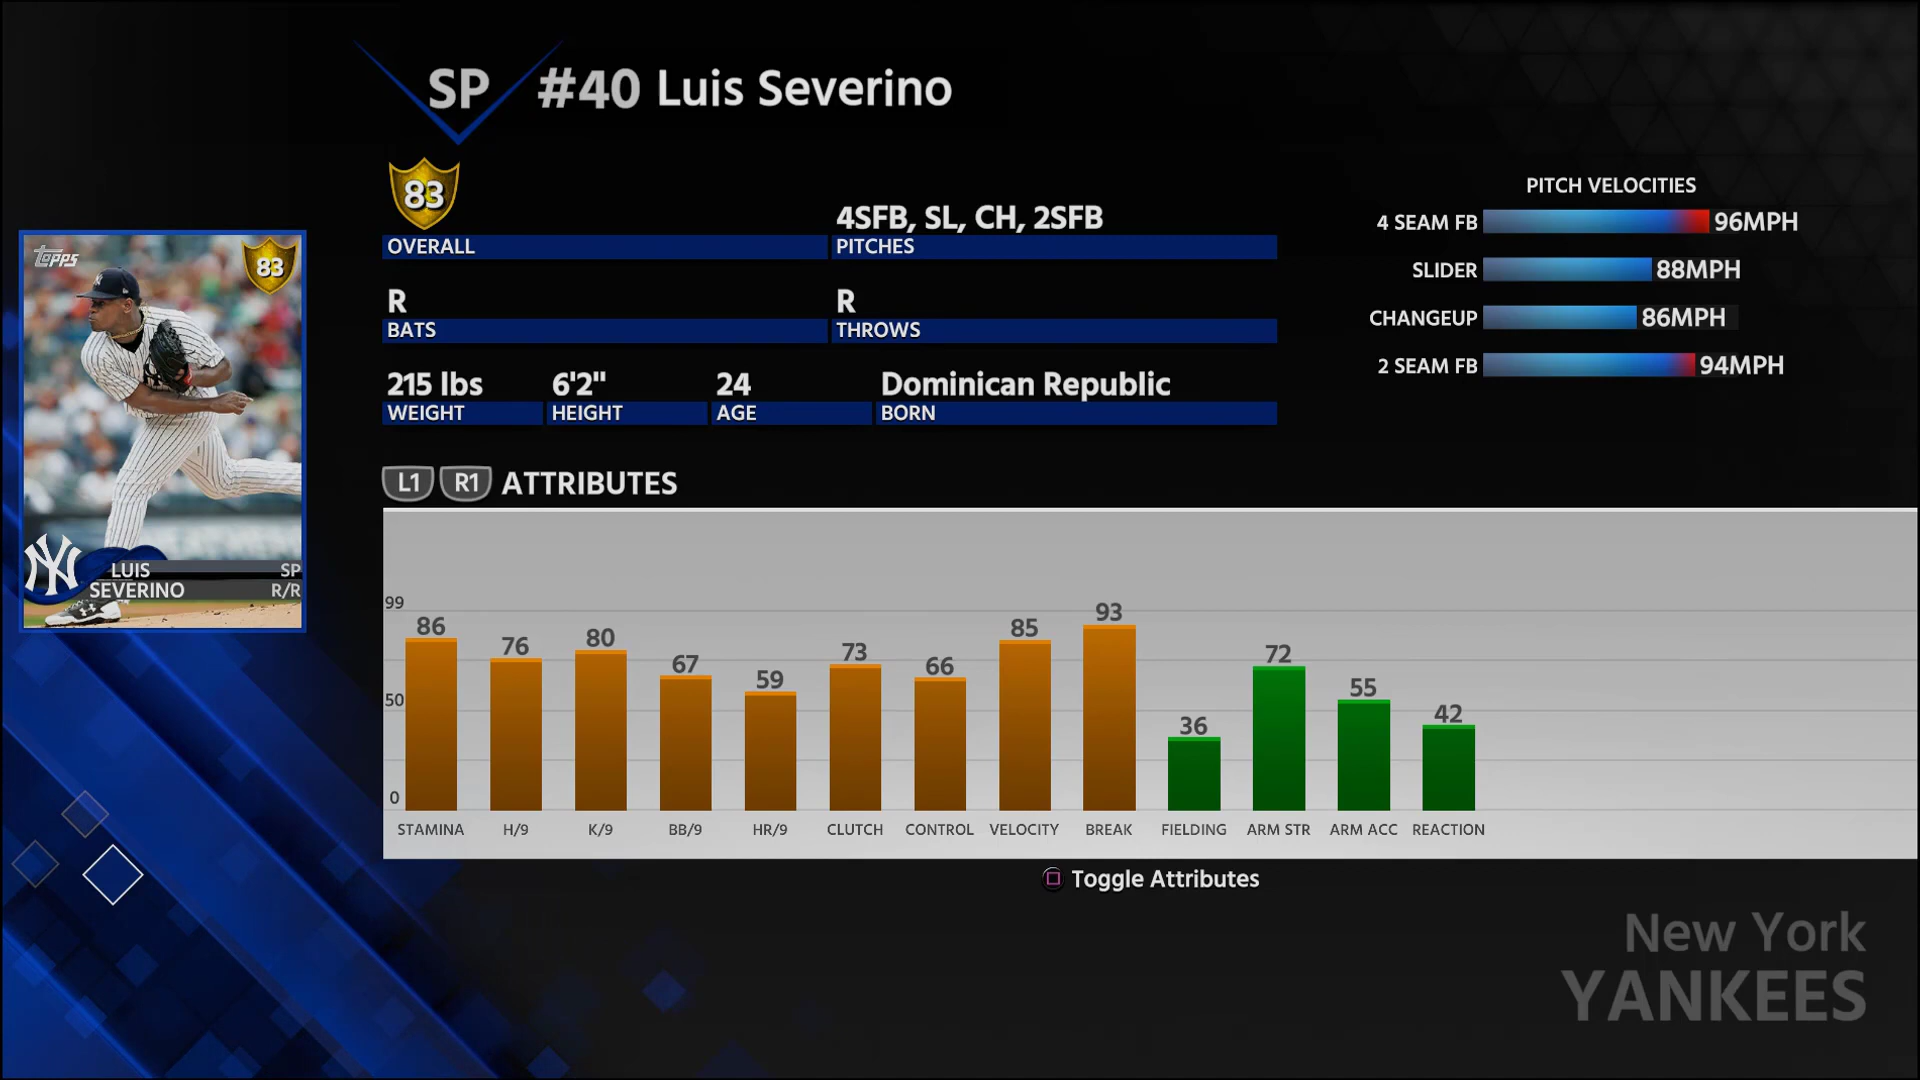 SP #40 Luis Severino
83
OVERALL
4SFB, SL, CH, 2SFB
PITCHES
R
BATS
R
THROWS
215 lbs
WEIGHT
6'2"
HEIGHT
24
AGE
Dominican Republic
BORN
PITCH VELOCITIES
4 SEAM FB 96MPH
SLIDER 88MPH
CHANGEUP 86MPH
2 SEAM FB 94MPH
Topps
83
NY
LUIS SP
SEVERINO R/R
L1 R1 ATTRIBUTES
99
50
0
86 76 80 67 59 73 66 85 93 36 72 55 42
STAMINA H/9 K/9 BB/9 HR/9 CLUTCH CONTROL VELOCITY BREAK FIELDING ARM STR ARM ACC REACTION
Toggle Attributes
New York
YANKEES